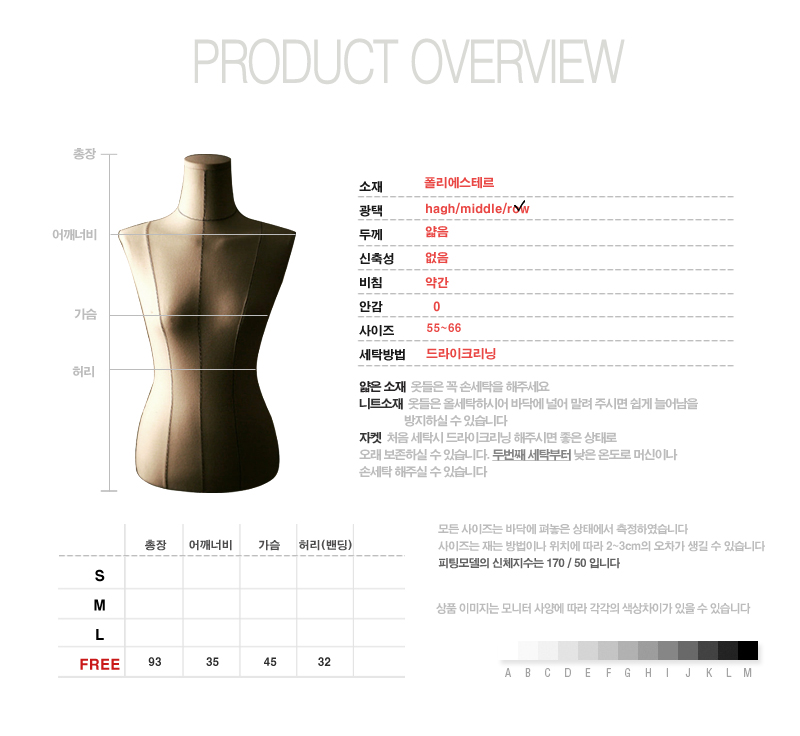 PRODUCT OVERVIEW
총장
어깨너비
가슴
허리
소재 폴리에스테르
광택 hagh/middle/row
두께 얇음
신축성 없음
비침 약간
안감 0
사이즈 55~66
세탁방법 드라이크리닝
얇은 소재 옷들은 꼭 손세탁을 해주세요
니트소재 옷들은 울세탁하시어 바닥에 널어 말려 주시면 쉽게 늘어남을
방지하실 수 있습니다
자켓 처음 세탁시 드라이크리닝 해주시면 좋은 상태로
오래 보존하실 수 있습니다. 두번째 세탁부터 낮은 온도로 머신이나
손세탁 해주실 수 있습니다
총장 어깨너비 가슴 허리(밴딩)
S
M
L
FREE 93 35 45 32
모든 사이즈는 바닥에 펴놓은 상태에서 측정하였습니다
사이즈는 재는 방법이나 위치에 따라 2~3cm의 오차가 생길 수 있습니다
피팅모델의 신체지수는 170 / 50 입니다
상품 이미지는 모니터 사양에 따라 각각의 색상차이가 있을 수 있습니다
A B C D E F G H I J K L M